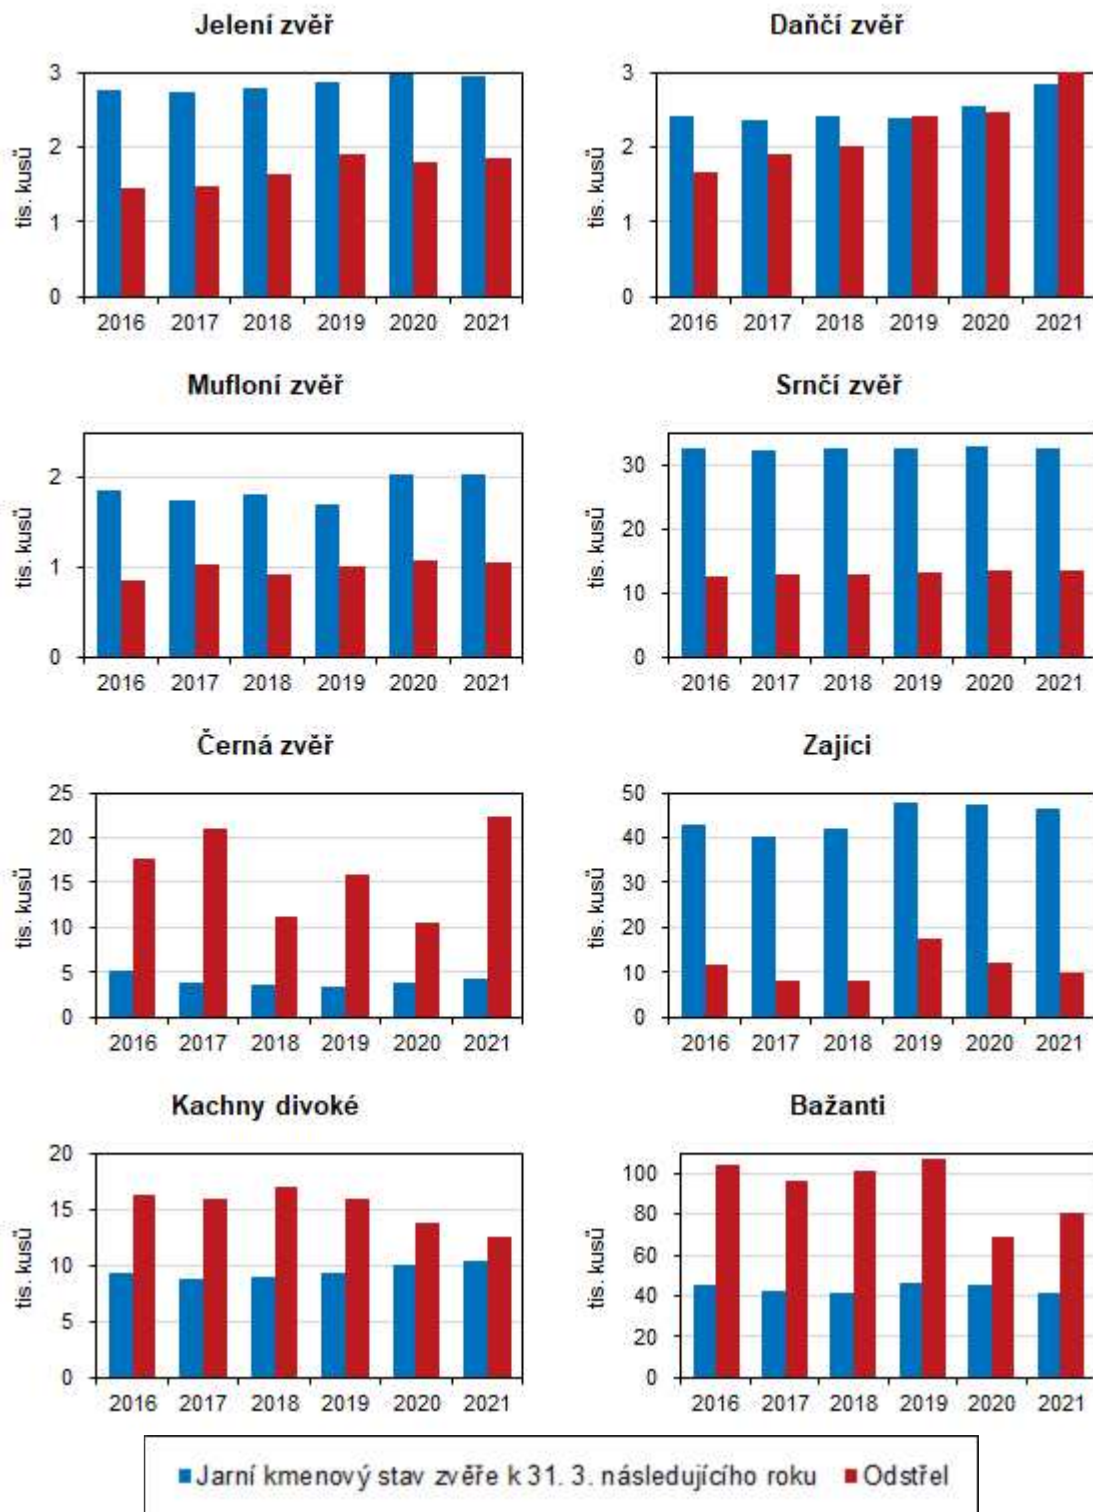 Jelení zvěř
tis. kusů
3
2
1
0
2016 2017 2018 2019 2020 2021
Daňčí zvěř
tis. kusů
3
2
1
0
2016 2017 2018 2019 2020 2021
Mufloní zvěř
tis. kusů
2
1
0
2016 2017 2018 2019 2020 2021
Srnčí zvěř
tis. kusů
30
20
10
0
2016 2017 2018 2019 2020 2021
Černá zvěř
tis. kusů
25
20
15
10
5
0
2016 2017 2018 2019 2020 2021
Zajíci
tis. kusů
50
40
30
20
10
0
2016 2017 2018 2019 2020 2021
Kachny divoké
tis. kusů
20
15
10
5
0
2016 2017 2018 2019 2020 2021
Bažanti
tis. kusů
100
80
60
40
20
0
2016 2017 2018 2019 2020 2021
Jarní kmenový stav zvěře k 31. 3. následujícího roku Odstřel